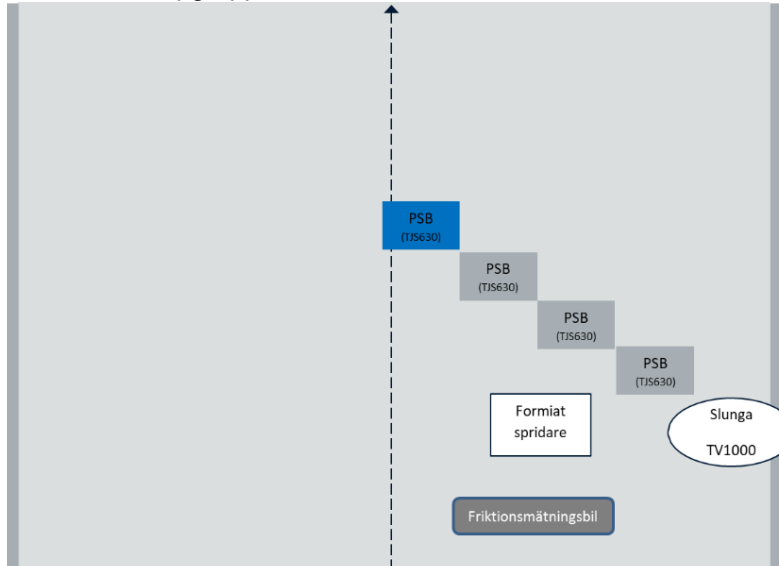 PSB
(TJS630)
PSB
(TJS630)
PSB
(TJS630)
PSB
(TJS630)
Formiat
spridare
Slunga
TV1000
Friktionsmätningsbil